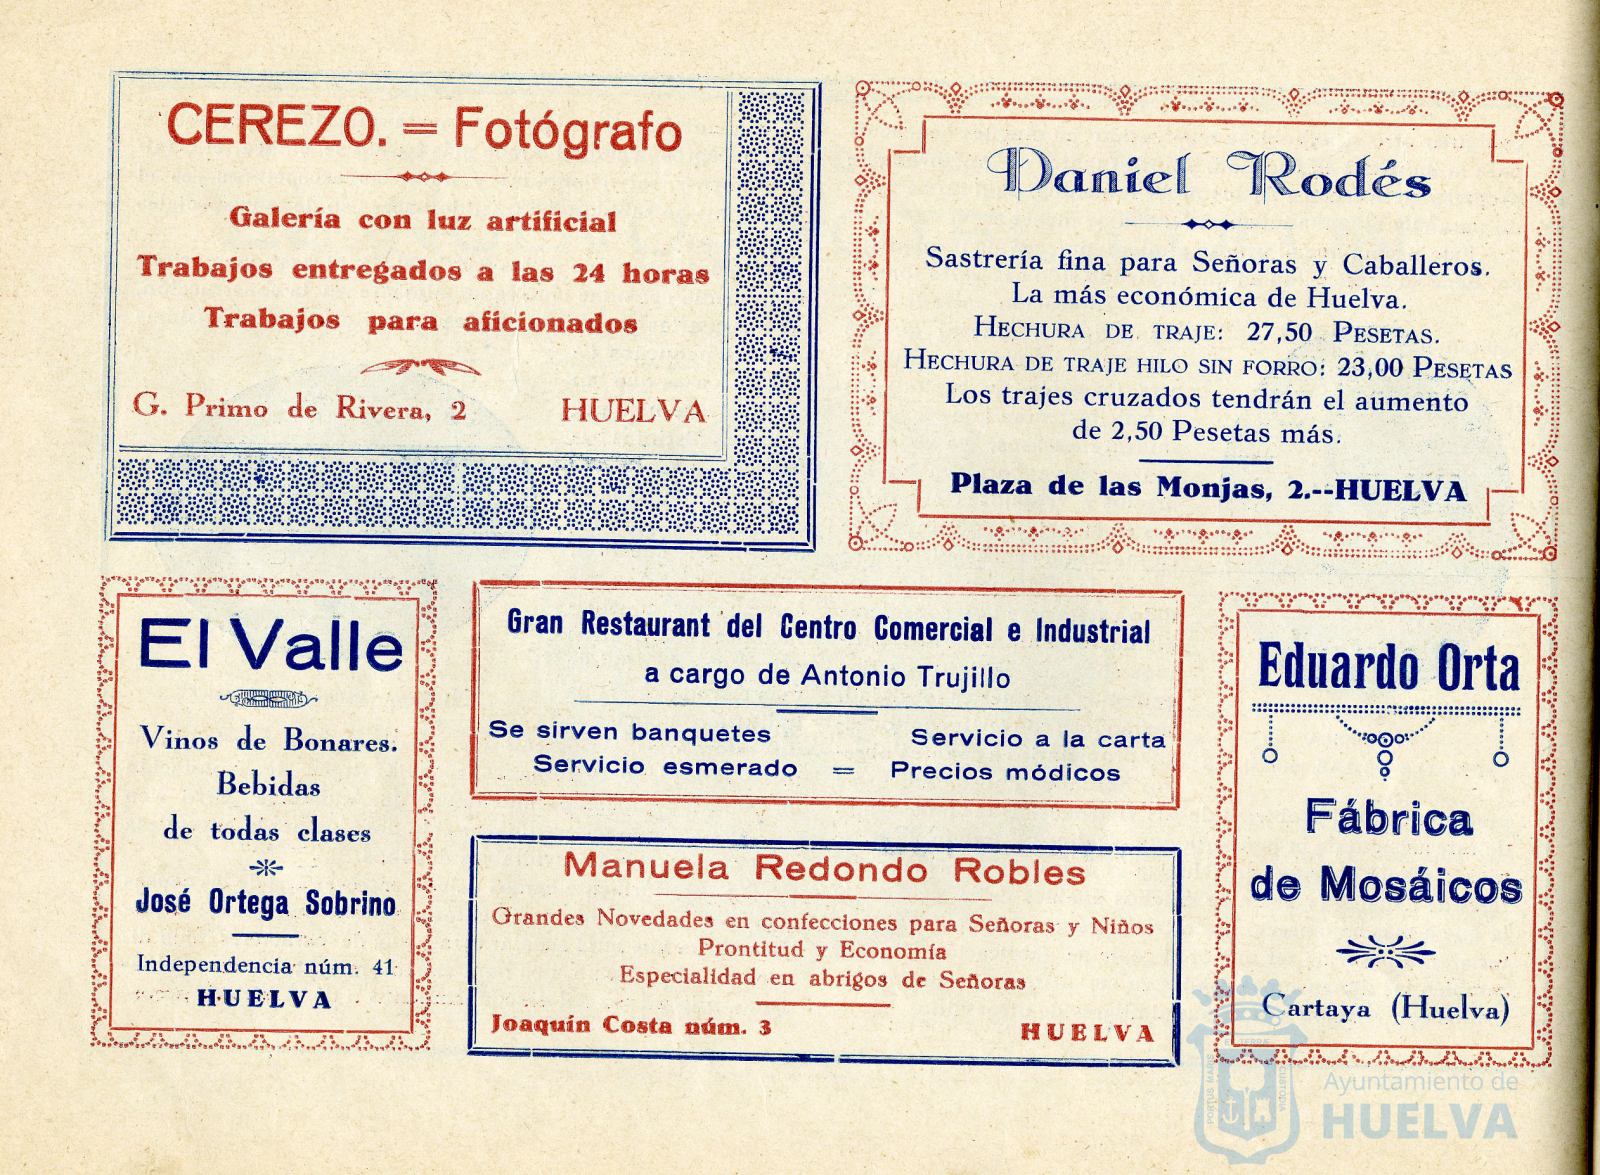 CEREZO. = Fotógrafo
Galería con luz artificial
Trabajos entregados a las 24 horas
Trabajos para aficionados
G. Primo de Rivera, 2 HUELVA
Daniel Rodés
Sastrería fina para Señoras y Caballeros.
La más económica de Huelva.
HECHURA DE TRAJE: 27,50 PESETAS.
HECHURA DE TRAJE HILO SIN FORRO: 23,00 PESETAS
Los trajes cruzados tendrán el aumento
de 2,50 Pesetas más.
Plaza de las Monjas, 2.--HUELVA
El Valle
Vinos de Bonares.
Bebidas
de todas clases
José Ortega Sobrino
Independencia núm. 41
HUELVA
Gran Restaurant del Centro Comercial e Industrial
a cargo de Antonio Trujillo
Se sirven banquetes Servicio a la carta
Servicio esmerado = Precios módicos
Manuela Redondo Robles
Grandes Novedades en confecciones para Señoras y Niños
Prontitud y Economía
Especialidad en abrigos de Señoras
Joaquín Costa núm. 3 HUELVA
Eduardo Orta
Fábrica
de Mosáicos
Cartaya (Huelva)
PORTUS MARIS
ET TERRÆ
CUSTODIA
Ayuntamiento de
HUELVA